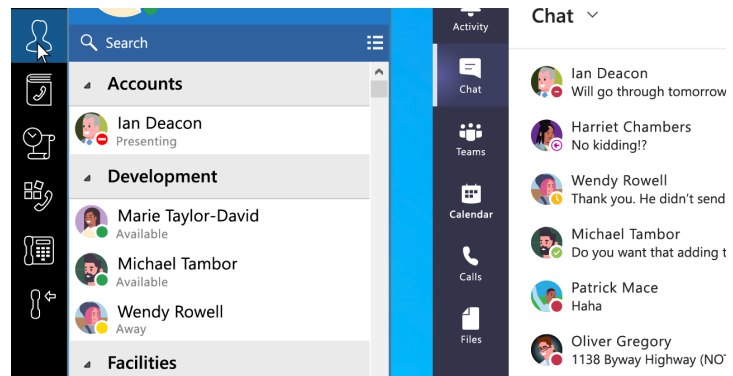 Search
Accounts
Ian Deacon
Presenting
Development
Marie Taylor-David
Available
Michael Tambor
Available
Wendy Rowell
Away
Facilities
Activity
Chat
Teams
Calendar
Calls
Files
Chat
Ian Deacon
Will go through tomorrow
Harriet Chambers
No kidding!?
Wendy Rowell
Thank you. He didn't send
Michael Tambor
Do you want that adding t
Patrick Mace
Haha
Oliver Gregory
1138 Byway Highway (NOT